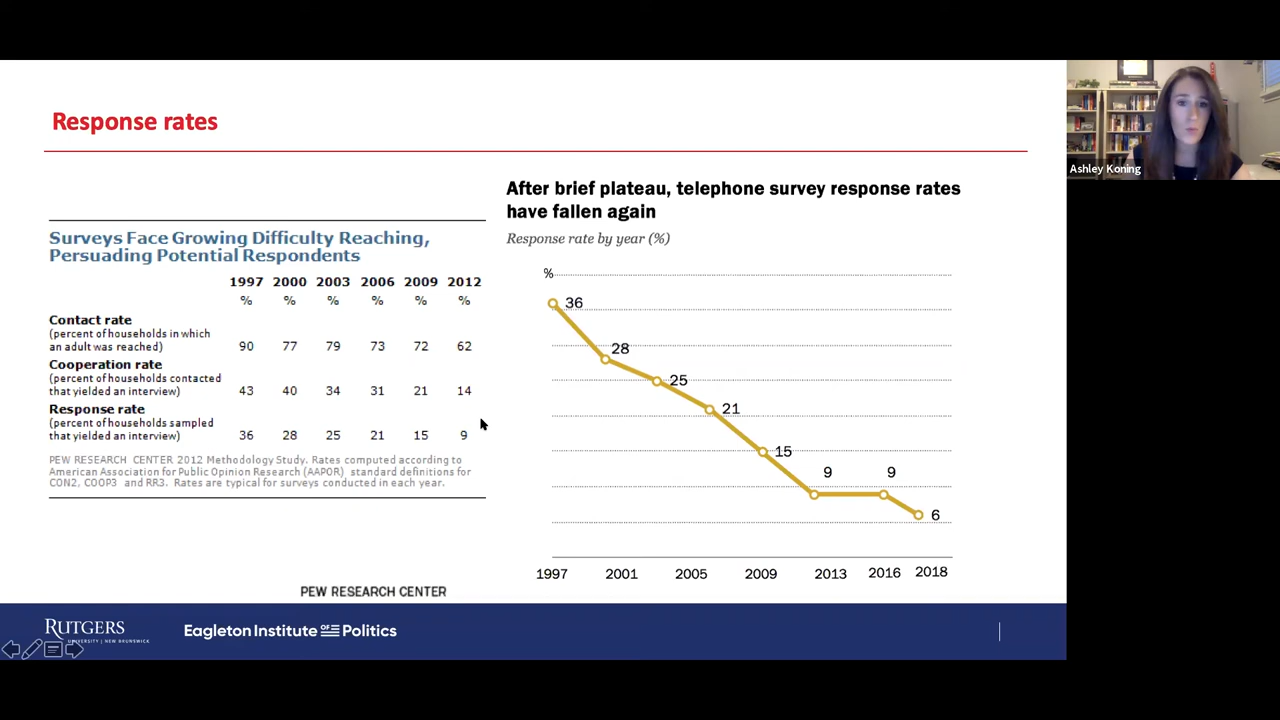 Response rates
Ashley Koning
Surveys Face Growing Difficulty Reaching,
Persuading Potential Respondents
1997 2000 2003 2006 2009 2012
% % % % % %
Contact rate
(percent of households in which
an adult was reached) 90 77 79 73 72 62
Cooperation rate
(percent of households contacted
that yielded an interview) 43 40 34 31 21 14
Response rate
(percent of households sampled
that yielded an interview) 36 28 25 21 15 9
PEW RESEARCH CENTER 2012 Methodology Study. Rates computed according to
American Association for Public Opinion Research (AAPOR) standard definitions for
CON2, COOP3 and RR3. Rates are typical for surveys conducted in each year.
After brief plateau, telephone survey response rates
have fallen again
Response rate by year (%)
%
36
28
25
21
15
9
9
6
1997 2001 2005 2009 2013 2016 2018
PEW RESEARCH CENTER
RUTGERS
UNIVERSITY | NEW BRUNSWICK
Eagleton Institute OF Politics